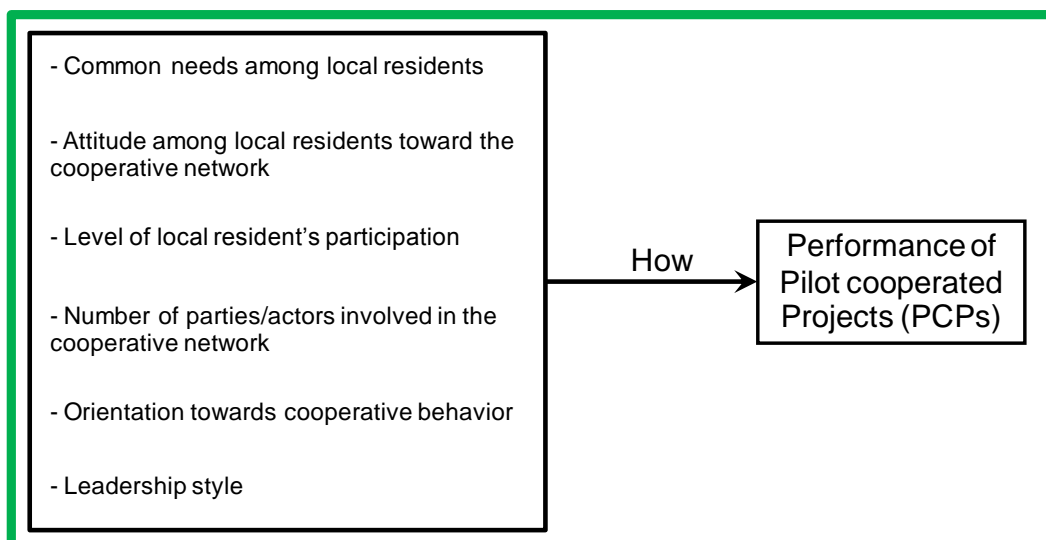 - Common needs among local residents
- Attitude among local residents toward the
cooperative network
- Level of local resident's participation
- Number of parties/actors involved in the
cooperative network
- Orientation towards cooperative behavior
- Leadership style
How
Performance of
Pilot cooperated
Projects (PCPs)